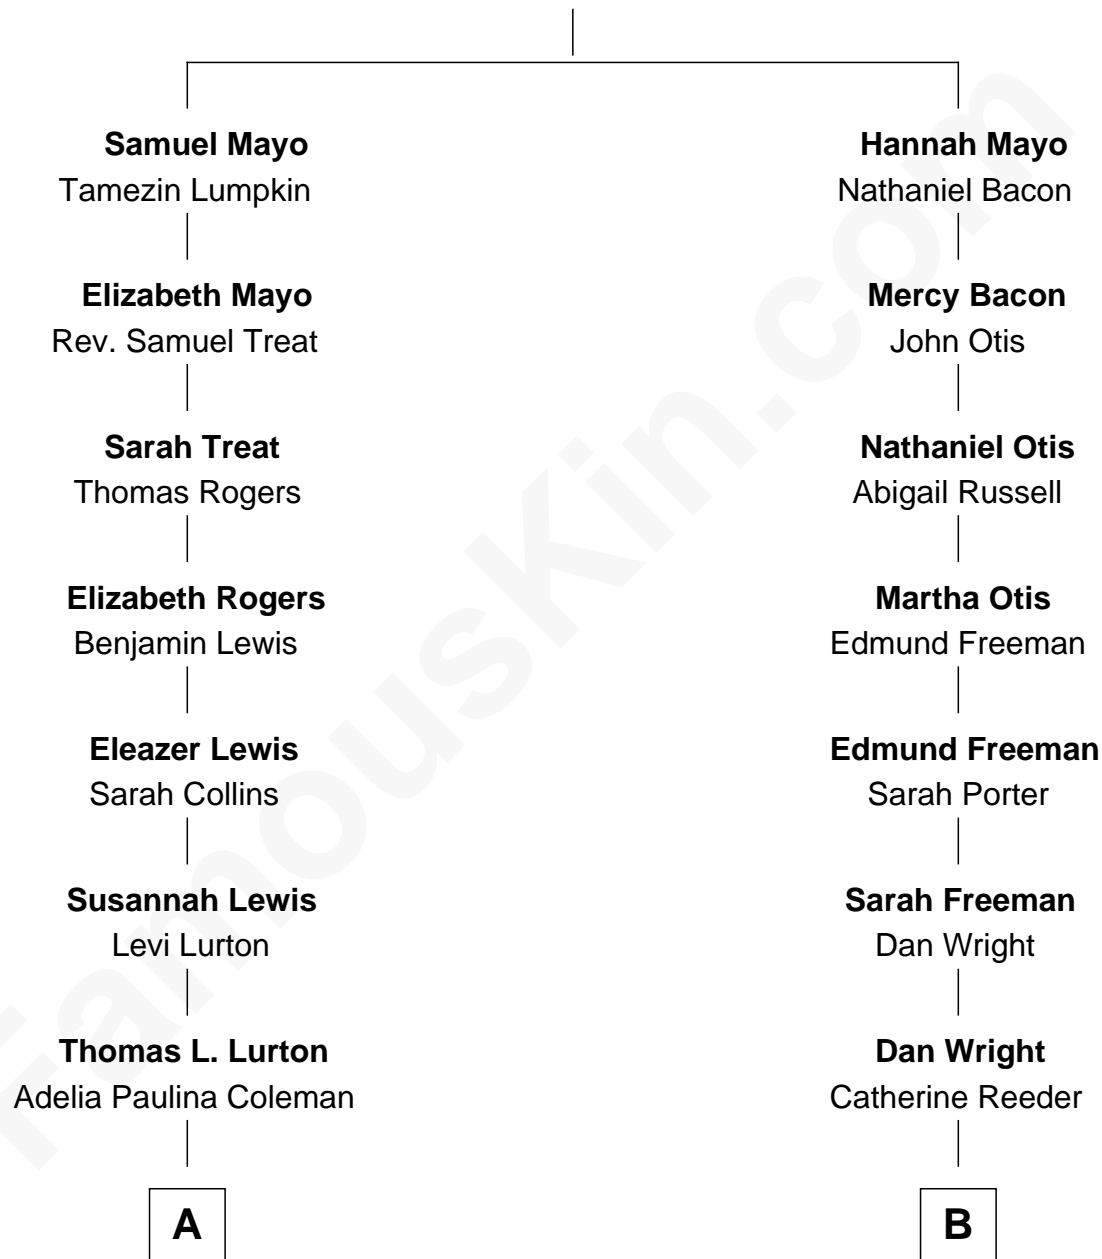 Samuel Mayo
Tamezin Lumpkin
Elizabeth Mayo
Rev. Samuel Treat
Sarah Treat
Thomas Rogers
Elizabeth Rogers
Benjamin Lewis
Eleazer Lewis
Sarah Collins
Susannah Lewis
Levi Lurton
Thomas L. Lurton
Adelia Paulina Coleman
A
Hannah Mayo
Nathaniel Bacon
Mercy Bacon
John Otis
Nathaniel Otis
Abigail Russell
Martha Otis
Edmund Freeman
Edmund Freeman
Sarah Porter
Sarah Freeman
Dan Wright
Dan Wright
Catherine Reeder
B
FamousKin.com